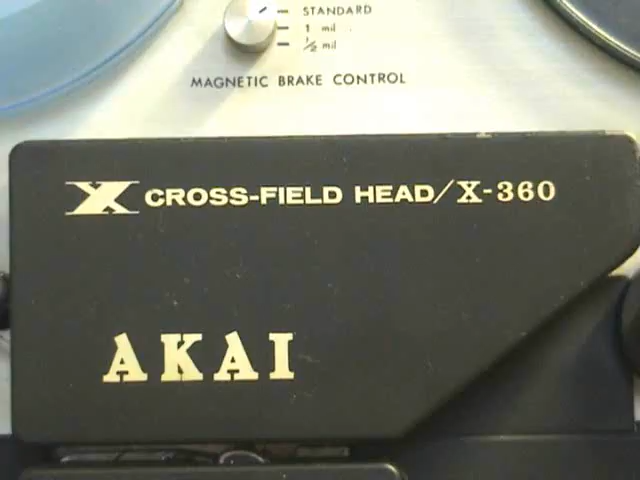 STANDARD
1 mil
½ mil
MAGNETIC BRAKE CONTROL
X CROSS-FIELD HEAD/X-360
AKAI